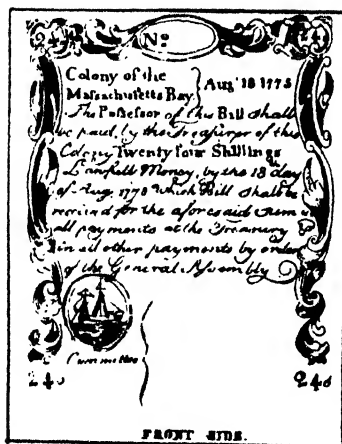 No
Colony of the
Massachusetts Bay. } Augt 18 1775
The Possessor of this Bill shall
be paid, by the Treasurer of this
Colony Twenty four Shillings
Lawfull Money, by the 18 day
of Aug. 1778 which Bill shall be
received for the aforesaid sum in
all payments at the Treasury
& in all other payments by order
of the General Assembly
Committee
24s 24s
FRONT SIDE.